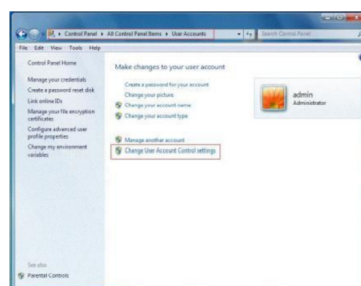 Control Panel ▸ All Control Panel Items ▸ User Accounts
Search Control Panel
File Edit View Tools Help
Control Panel Home
Manage your credentials
Create a password reset disk
Link online IDs
Manage your file encryption
certificates
Configure advanced user
profile properties
Change my environment
variables
See also
Parental Controls
Make changes to your user account
Create a password for your account
Change your picture
Change your account name
Change your account type
Manage another account
Change User Account Control settings
admin
Administrator